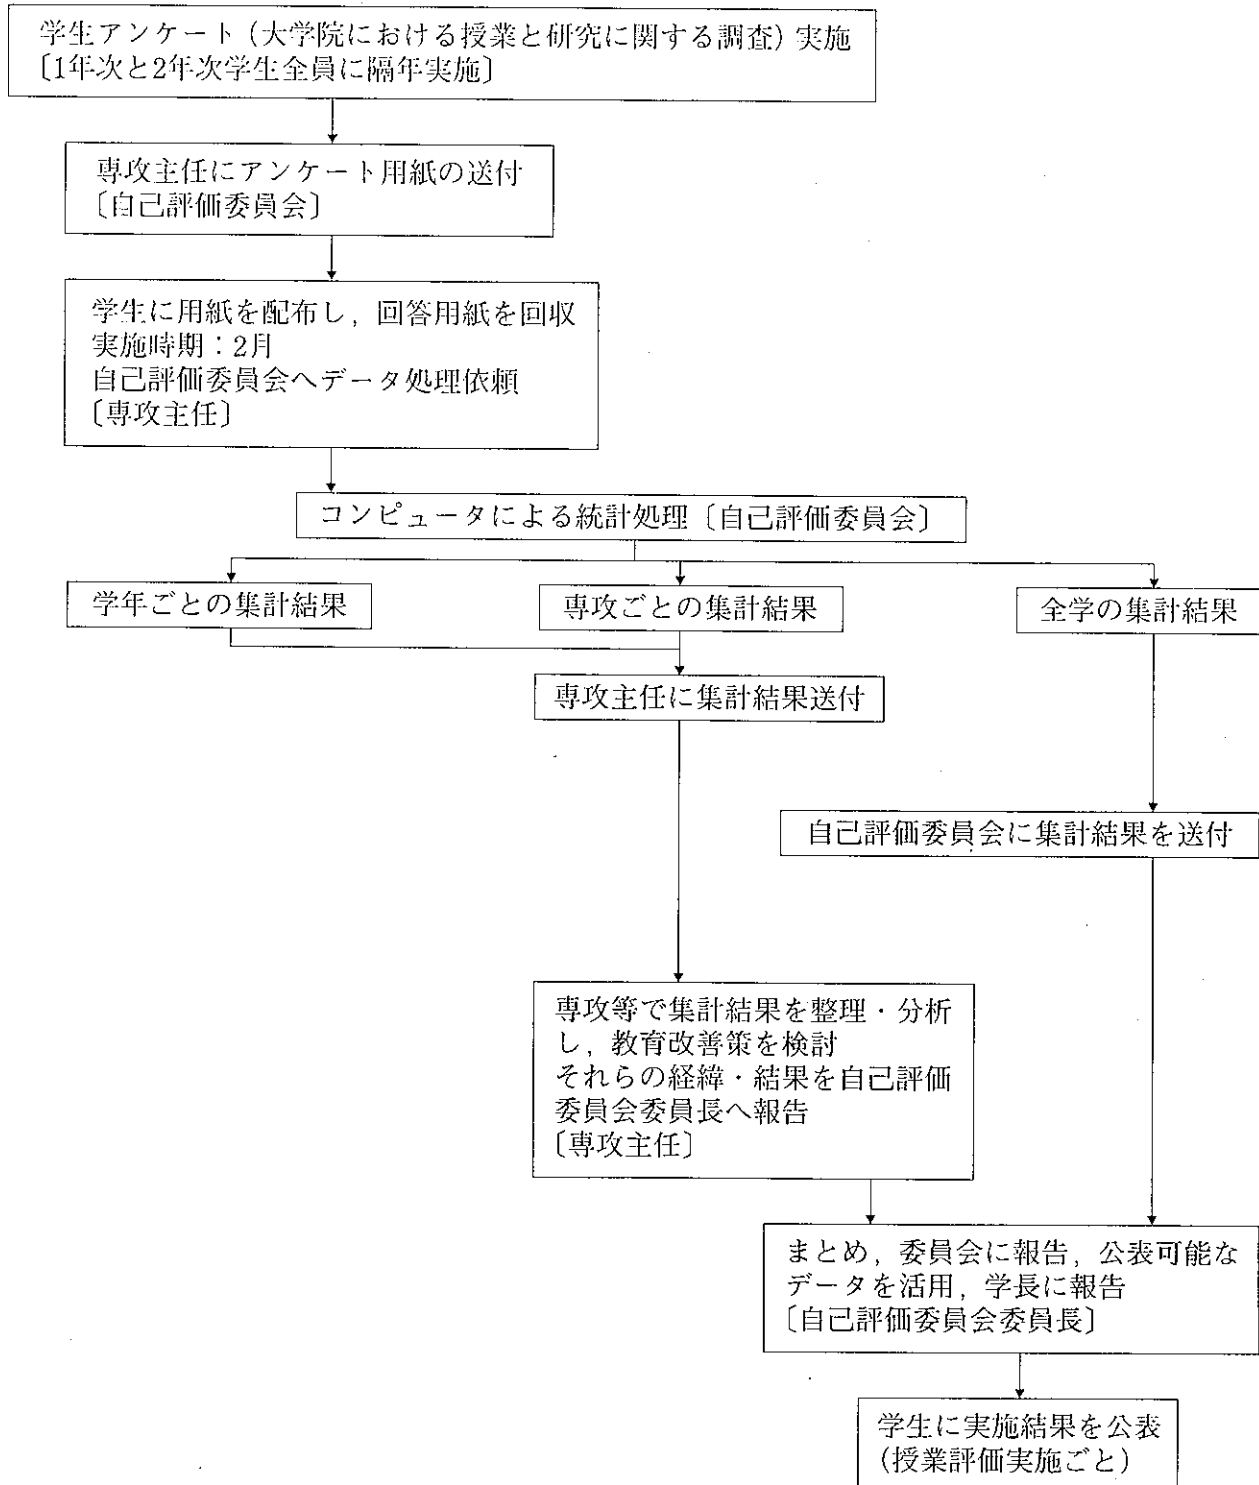 学生アンケート(大学院における授業と研究に関する調査)実施
〔1年次と2年次学生全員に隔年実施〕
専攻主任にアンケート用紙の送付
〔自己評価委員会〕
学生に用紙を配布し,回答用紙を回収
実施時期:2月
自己評価委員会へデータ処理依頼
〔専攻主任〕
コンピュータによる統計処理〔自己評価委員会〕
学年ごとの集計結果
専攻ごとの集計結果
全学の集計結果
専攻主任に集計結果送付
自己評価委員会に集計結果を送付
専攻等で集計結果を整理・分析
し,教育改善策を検討
それらの経緯・結果を自己評価
委員会委員長へ報告
〔専攻主任〕
まとめ,委員会に報告,公表可能な
データを活用,学長に報告
〔自己評価委員会委員長〕
学生に実施結果を公表
(授業評価実施ごと)